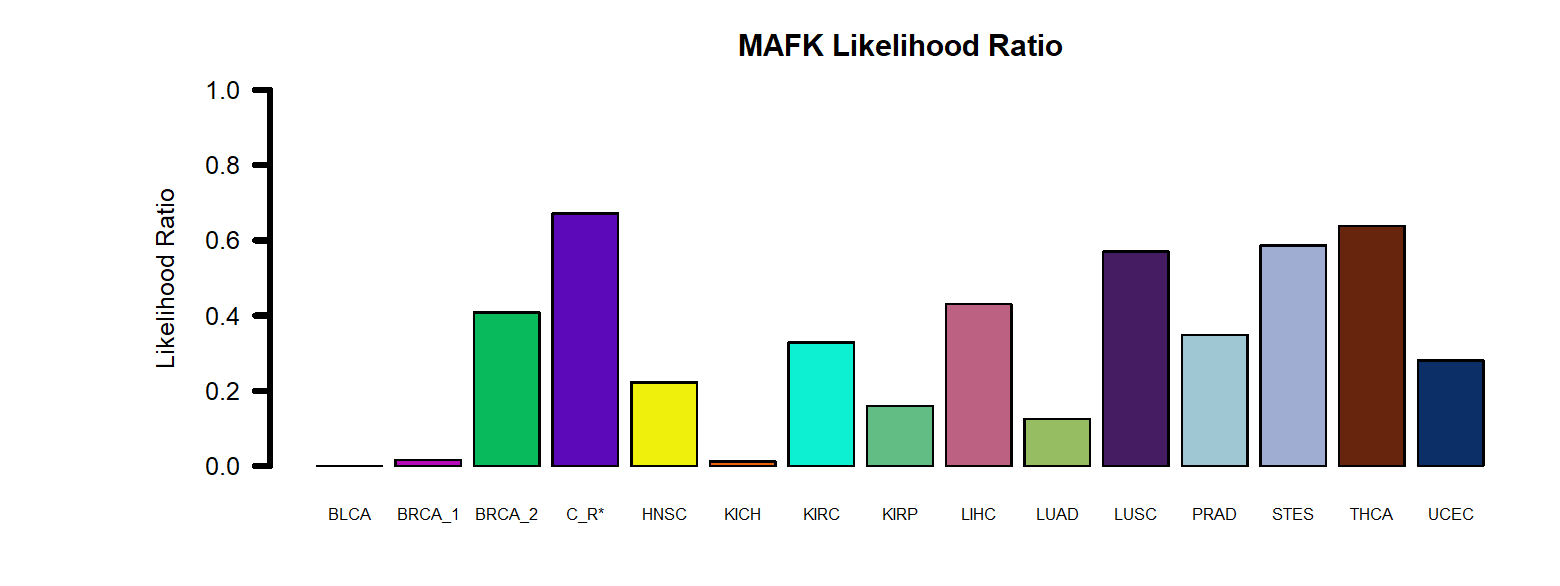 MAFK Likelihood Ratio
1.0
0.8
0.6
0.4
0.2
0.0
Likelihood Ratio
BLCA BRCA_1 BRCA_2 C_R* HNSC KICH KIRC KIRP LIHC LUAD LUSC PRAD STES THCA UCEC